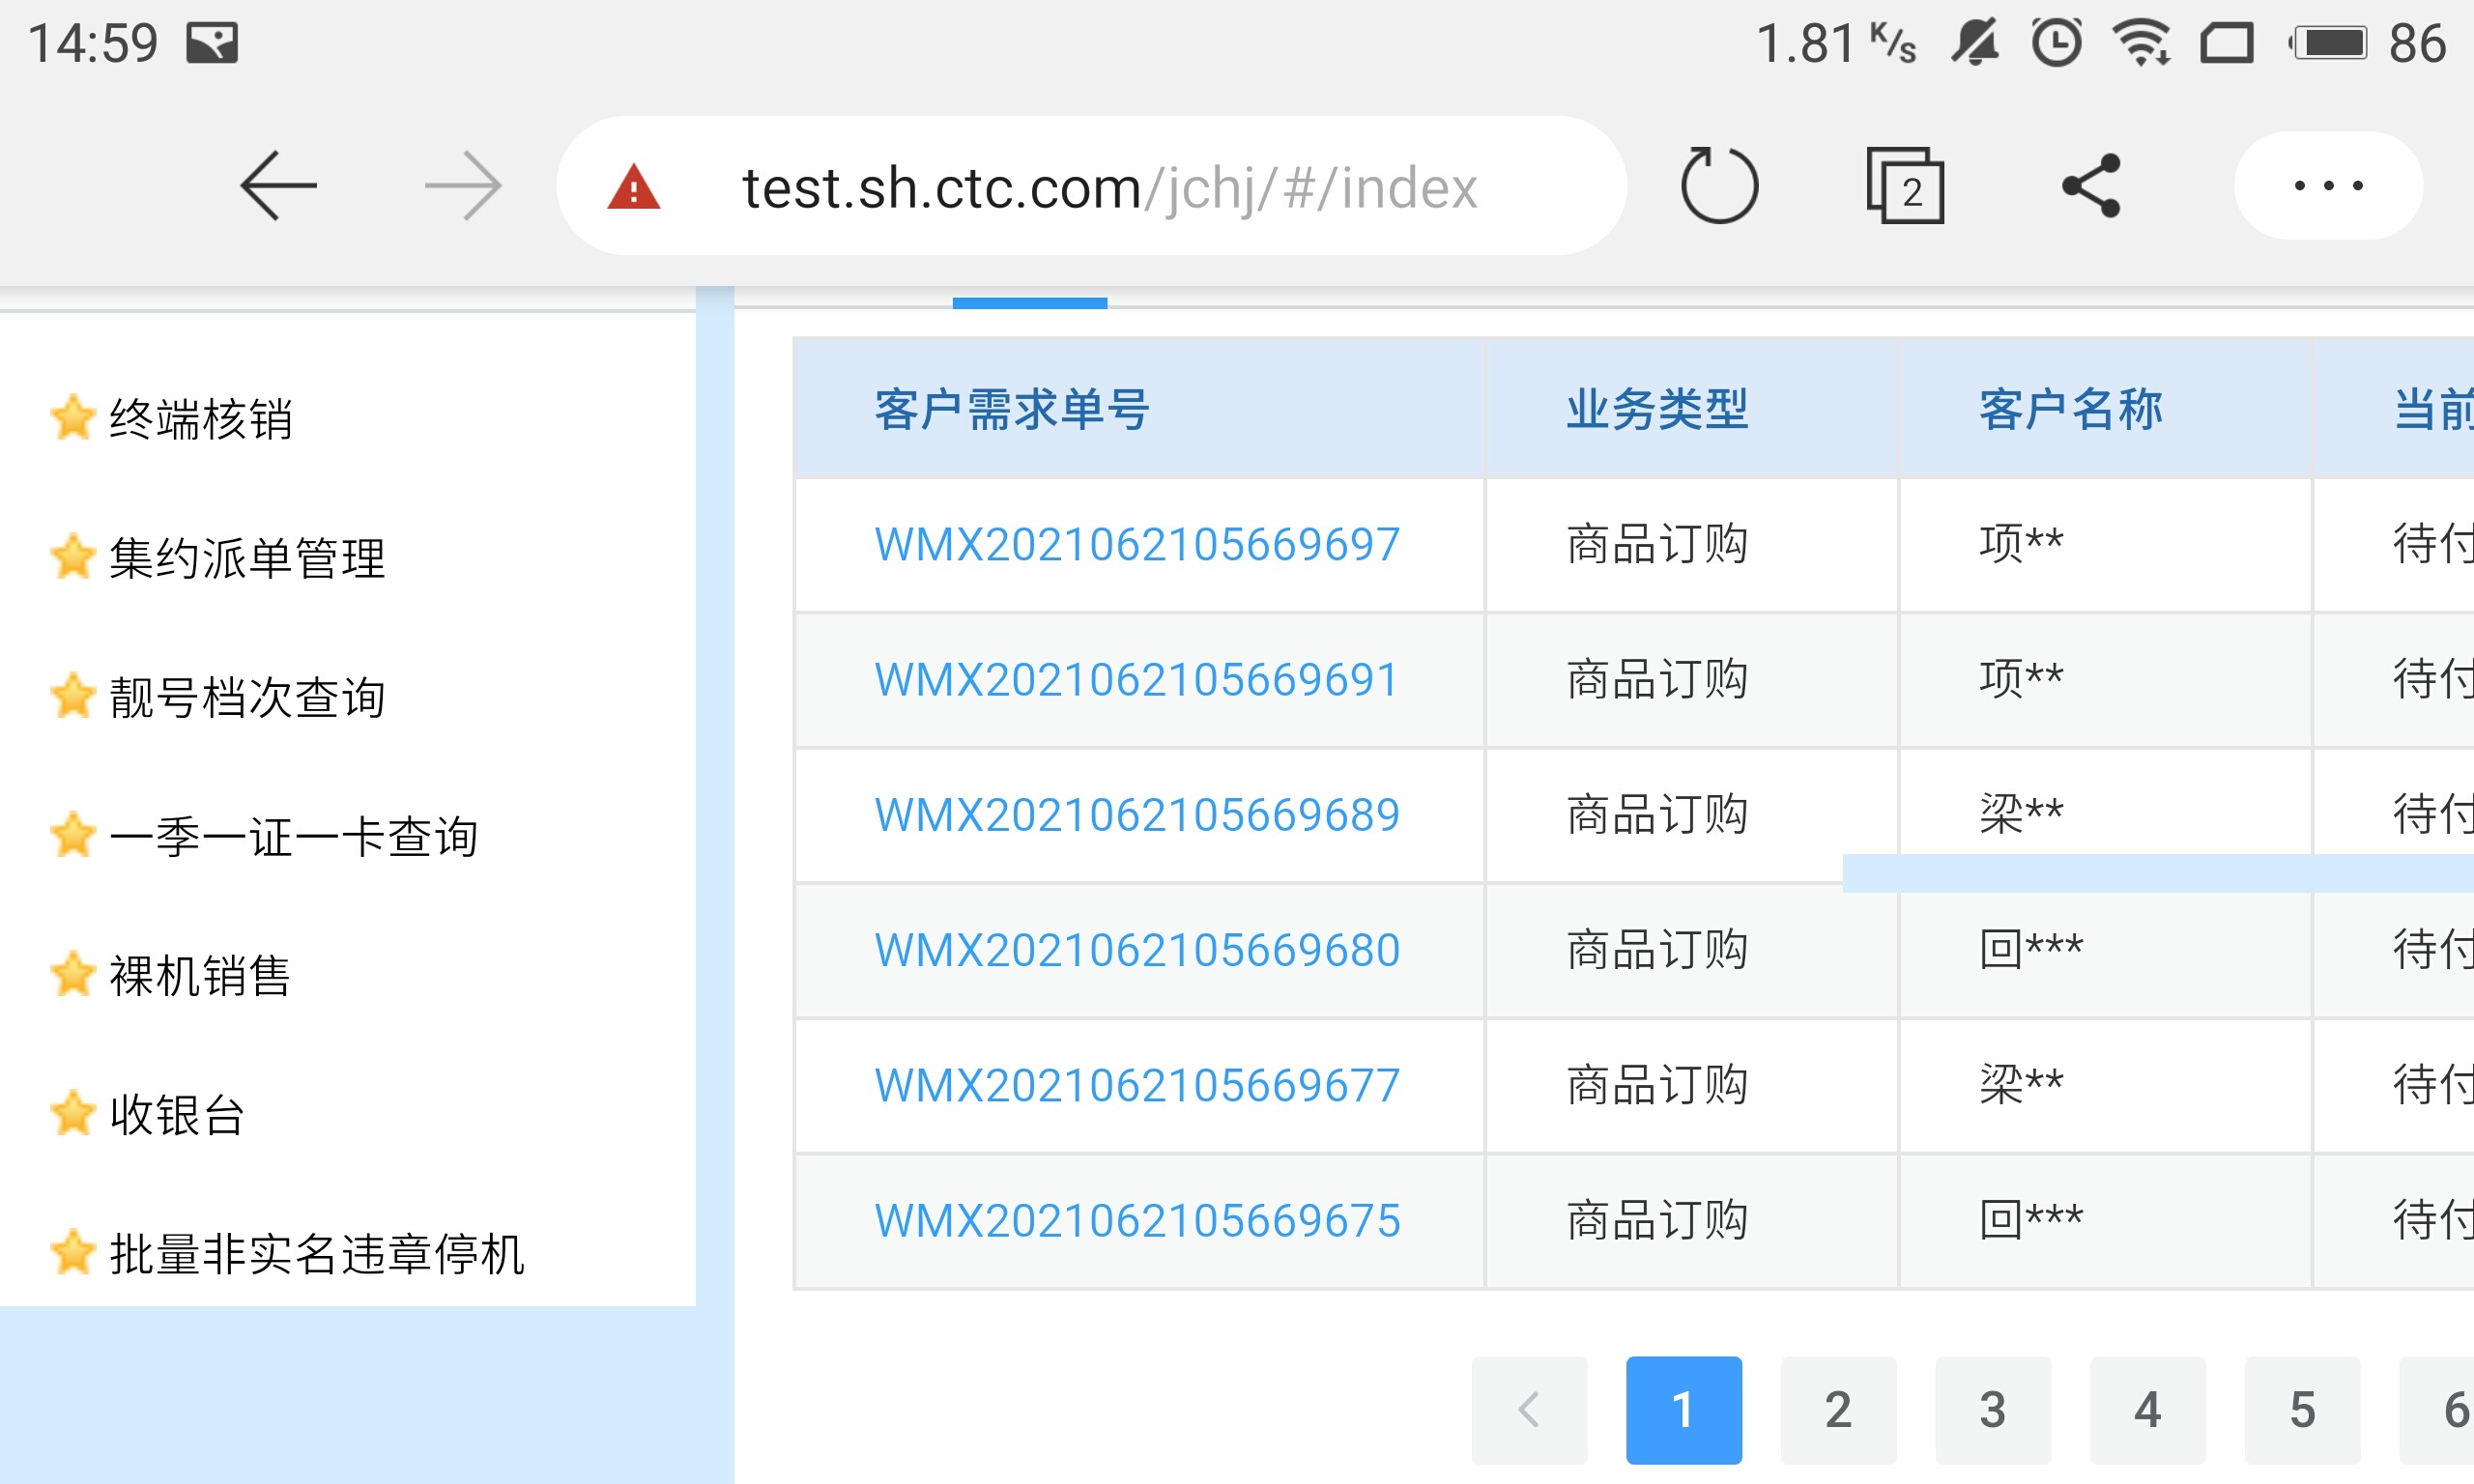 14:59
1.81 K/s
86
test.sh.ctc.com/jchj/#/index
2
终端核销
集约派单管理
靓号档次查询
一季一证一卡查询
裸机销售
收银台
批量非实名违章停机
客户需求单号 业务类型 客户名称 当前
WMX2021062105669697 商品订购 项** 待付
WMX2021062105669691 商品订购 项** 待付
WMX2021062105669689 商品订购 梁** 待付
WMX2021062105669680 商品订购 回*** 待付
WMX2021062105669677 商品订购 梁** 待付
WMX2021062105669675 商品订购 回*** 待付
1 2 3 4 5 6